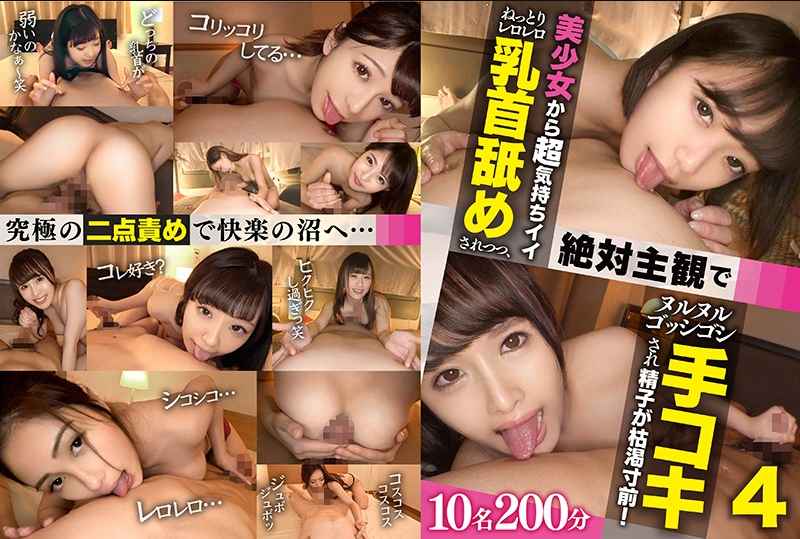 弱いの
かなぁ〜笑
どっちの
乳首が
コリッコリ
してる…
究極の二点責めで快楽の沼へ…
コレ好き？
ヒクヒク
し過ぎっ笑
シコシコ…
レロレロ…
ジュポ
ジュポッ
コスコス
コスコス
美少女から超気持ちイイ
ねっとり
レロレロ
乳首舐め
されつつ、
絶対主観で
ヌルヌル
ゴッシゴシ
され
手コキ
精子が枯渇寸前！
4
10名200分